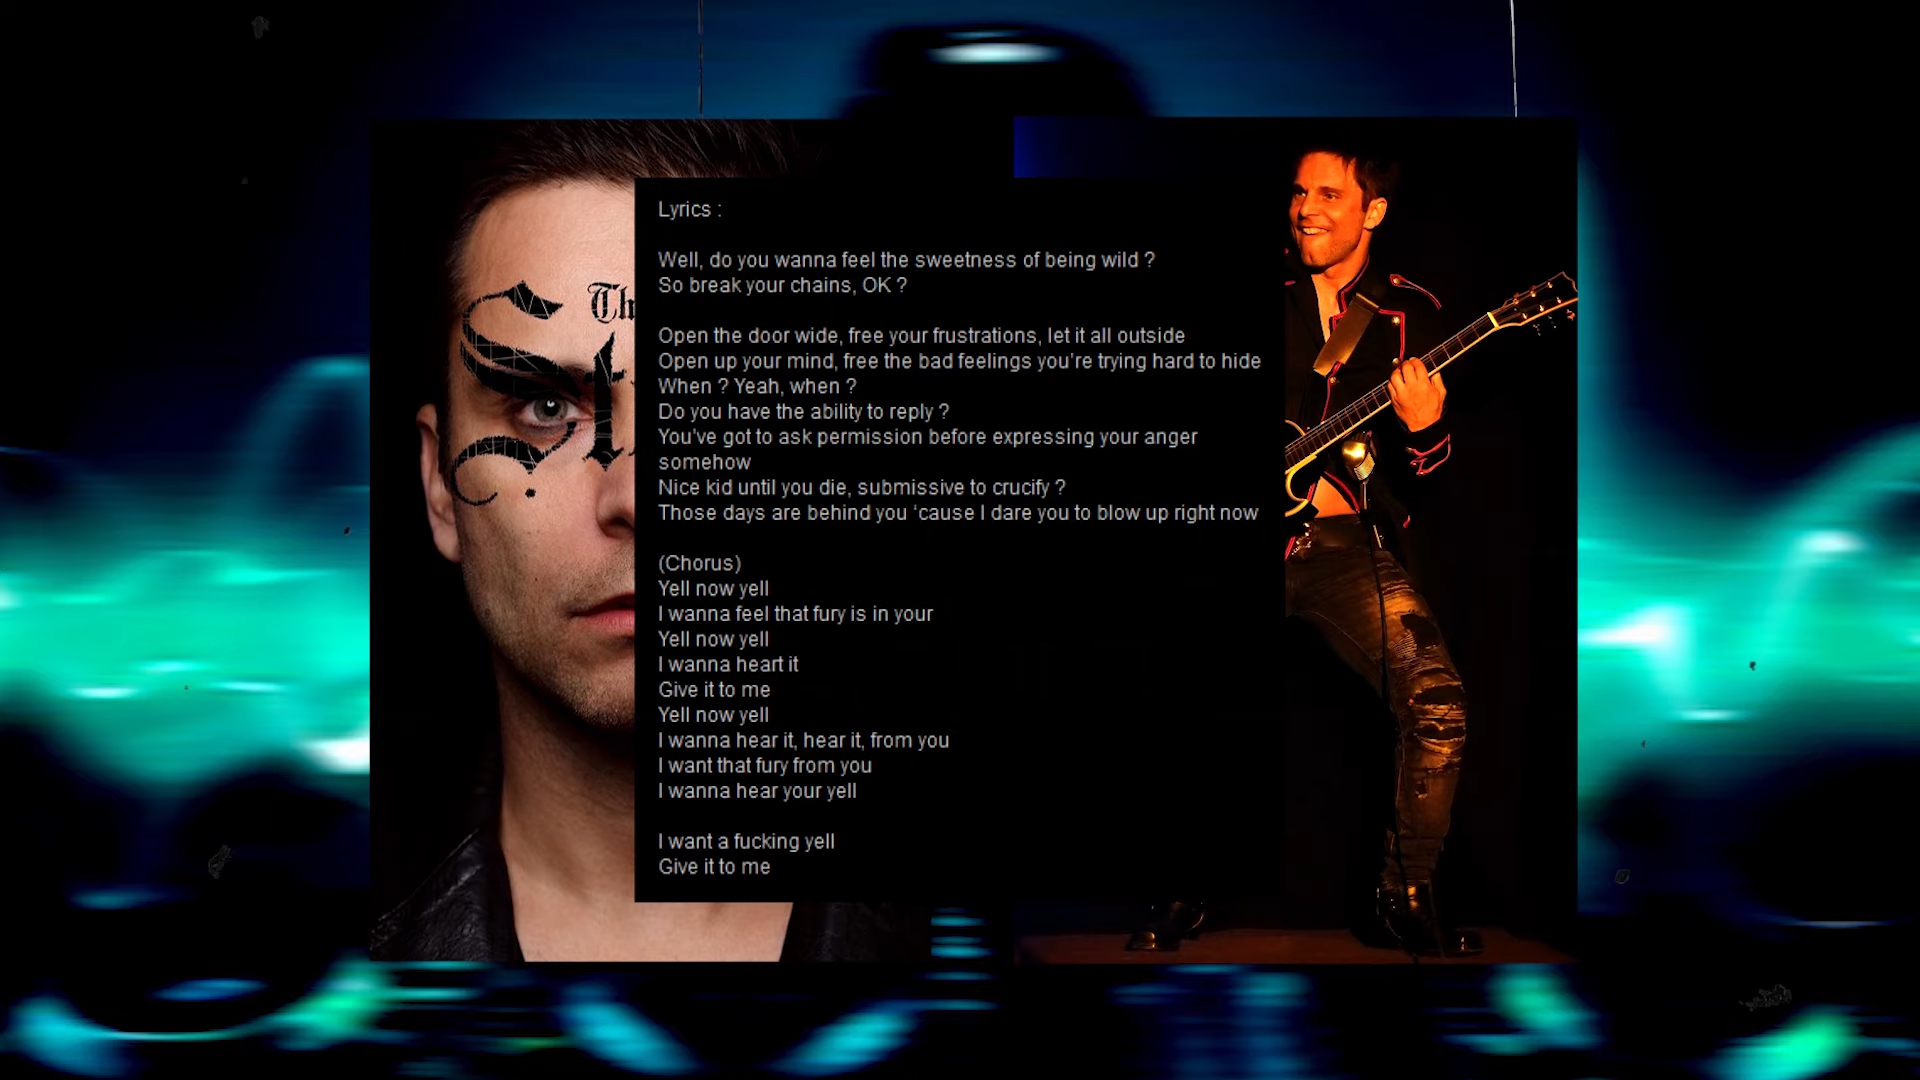 Th
St
Lyrics :
Well, do you wanna feel the sweetness of being wild ?
So break your chains, OK ?
Open the door wide, free your frustrations, let it all outside
Open up your mind, free the bad feelings you're trying hard to hide
When ? Yeah, when ?
Do you have the ability to reply ?
You've got to ask permission before expressing your anger
somehow
Nice kid until you die, submissive to crucify ?
Those days are behind you ‘cause I dare you to blow up right now
(Chorus)
Yell now yell
I wanna feel that fury is in your
Yell now yell
I wanna heart it
Give it to me
Yell now yell
I wanna hear it, hear it, from you
I want that fury from you
I wanna hear your yell
I want a fucking yell
Give it to me